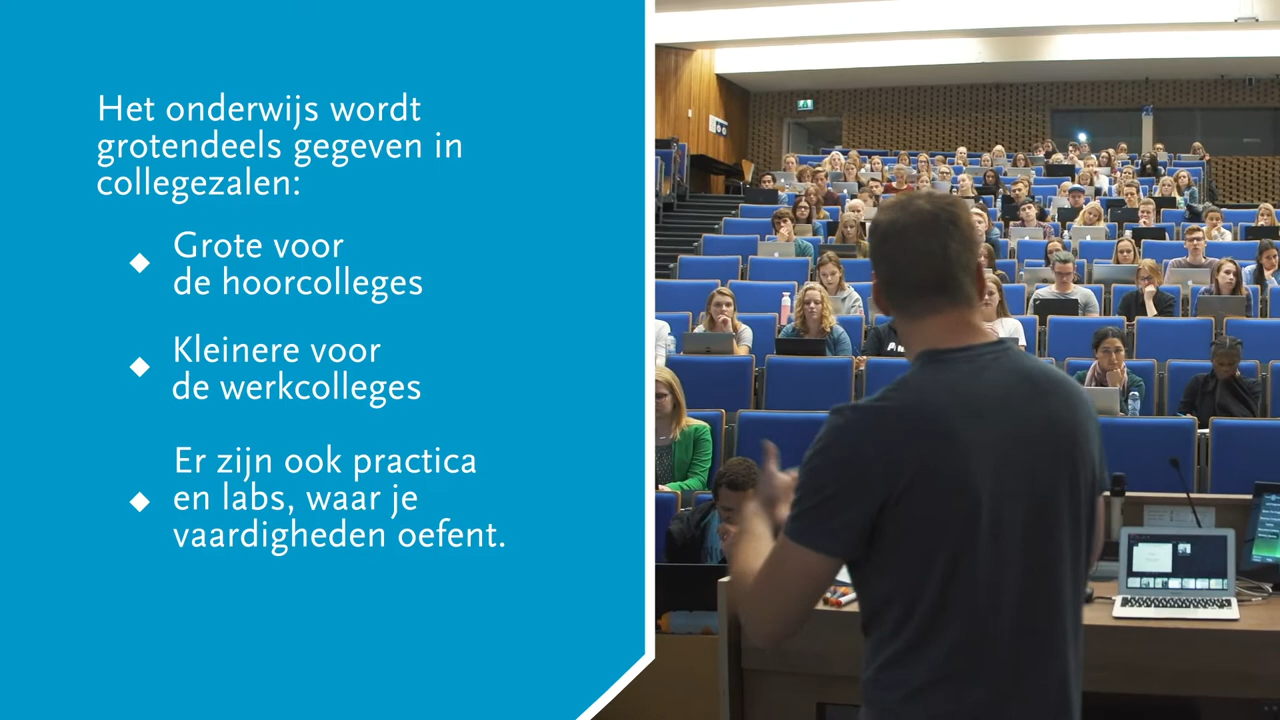 Het onderwijs wordt
grotendeels gegeven in
collegezalen:
Grote voor
de hoorcolleges
Kleinere voor
de werkcolleges
Er zijn ook practica
en labs, waar je
vaardigheden oefent.